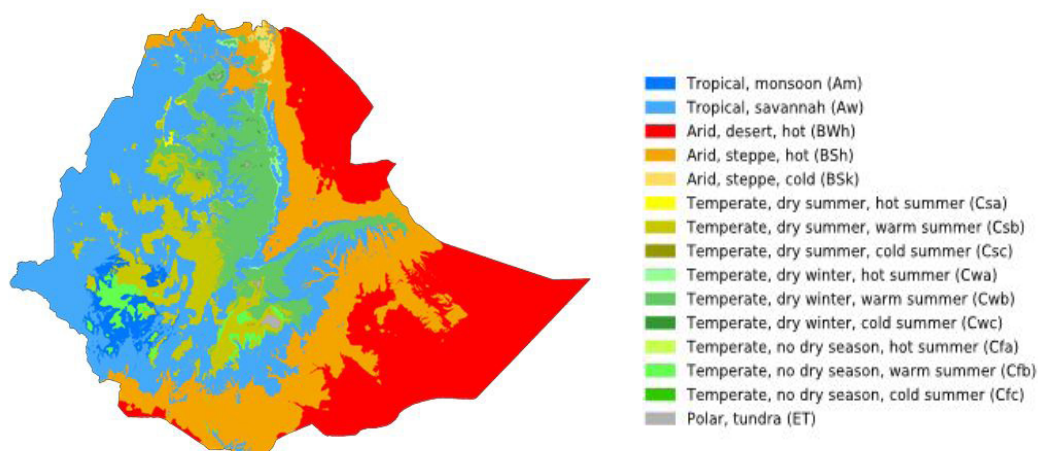 Tropical, monsoon (Am)
Tropical, savannah (Aw)
Arid, desert, hot (BWh)
Arid, steppe, hot (BSh)
Arid, steppe, cold (BSk)
Temperate, dry summer, hot summer (Csa)
Temperate, dry summer, warm summer (Csb)
Temperate, dry summer, cold summer (Csc)
Temperate, dry winter, hot summer (Cwa)
Temperate, dry winter, warm summer (Cwb)
Temperate, dry winter, cold summer (Cwc)
Temperate, no dry season, hot summer (Cfa)
Temperate, no dry season, warm summer (Cfb)
Temperate, no dry season, cold summer (Cfc)
Polar, tundra (ET)